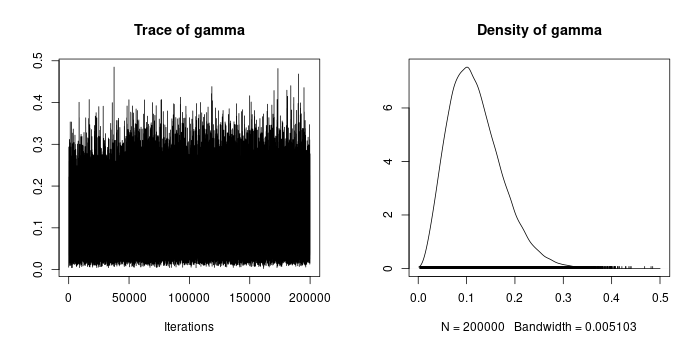 Trace of gamma
0.0 0.1 0.2 0.3 0.4 0.5
0 50000 100000 150000 200000
Iterations
Density of gamma
0 2 4 6
0.0 0.1 0.2 0.3 0.4 0.5
N = 200000 Bandwidth = 0.005103